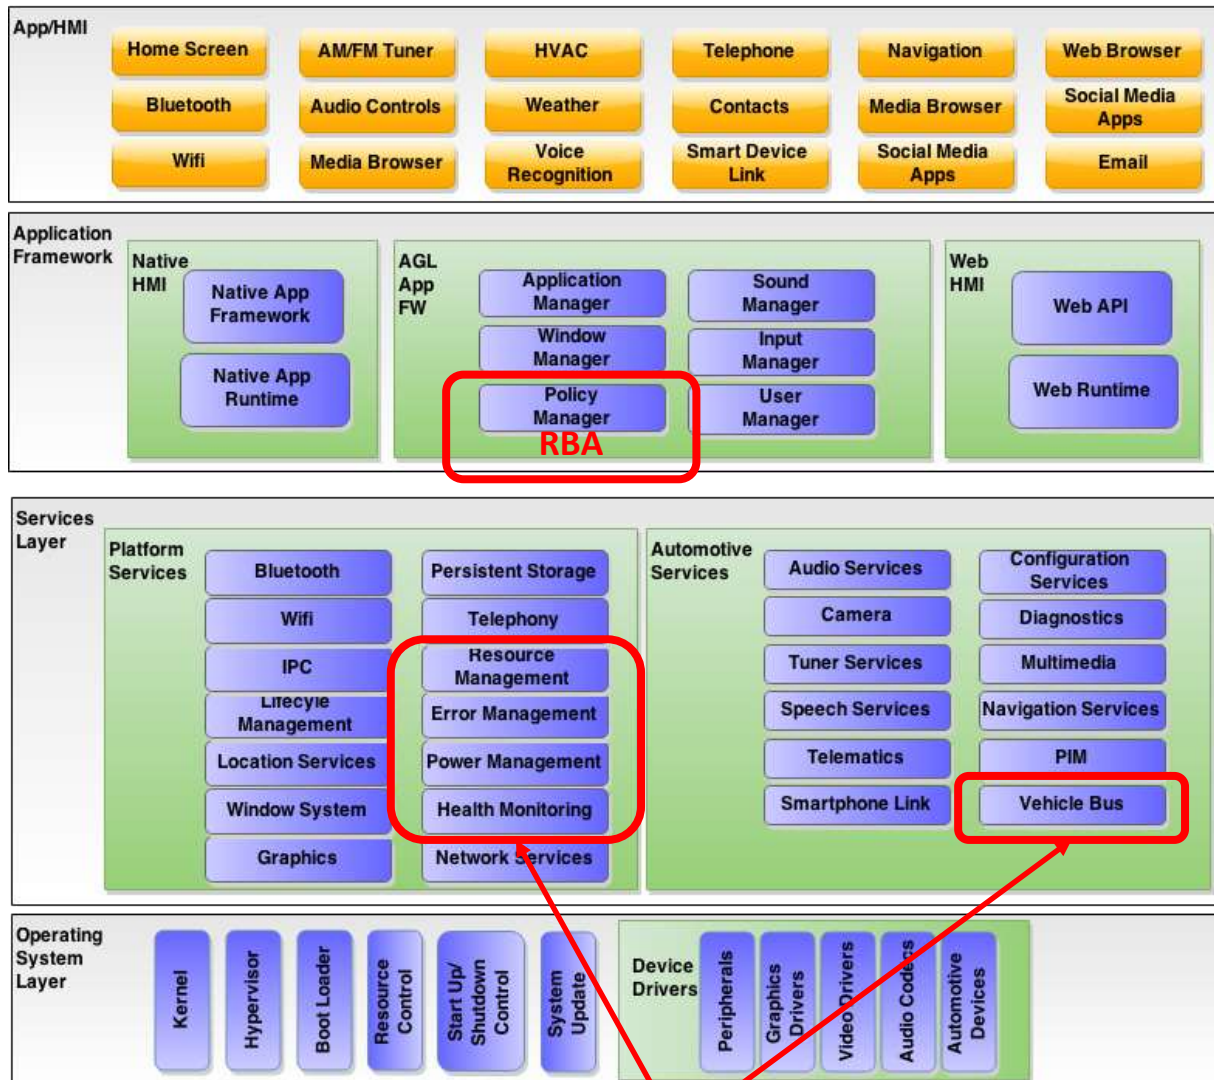 App/HMI
Home Screen
AM/FM Tuner
HVAC
Telephone
Navigation
Web Browser
Bluetooth
Audio Controls
Weather
Contacts
Media Browser
Social Media
Apps
Wifi
Media Browser
Voice
Recognition
Smart Device
Link
Social Media
Apps
Email
Application
Framework
Native
HMI
Native App
Framework
Native App
Runtime
AGL
App
FW
Application
Manager
Sound
Manager
Window
Manager
Input
Manager
Policy
Manager
RBA
User
Manager
Web
HMI
Web API
Web Runtime
Services
Layer
Platform
Services
Bluetooth
Persistent Storage
Wifi
Telephony
IPC
Resource
Management
Lifecyle
Management
Error Management
Location Services
Power Management
Window System
Health Monitoring
Graphics
Network Services
Automotive
Services
Audio Services
Configuration
Services
Camera
Diagnostics
Tuner Services
Multimedia
Speech Services
Navigation Services
Telematics
PIM
Smartphone Link
Vehicle Bus
Operating
System
Layer
Kernel
Hypervisor
Boot Loader
Resource
Control
Start Up/
Shutdown
Control
System
Update
Device
Drivers
Peripherals
Graphics
Drivers
Video Drivers
Audio Codecs
Automotive
Devices